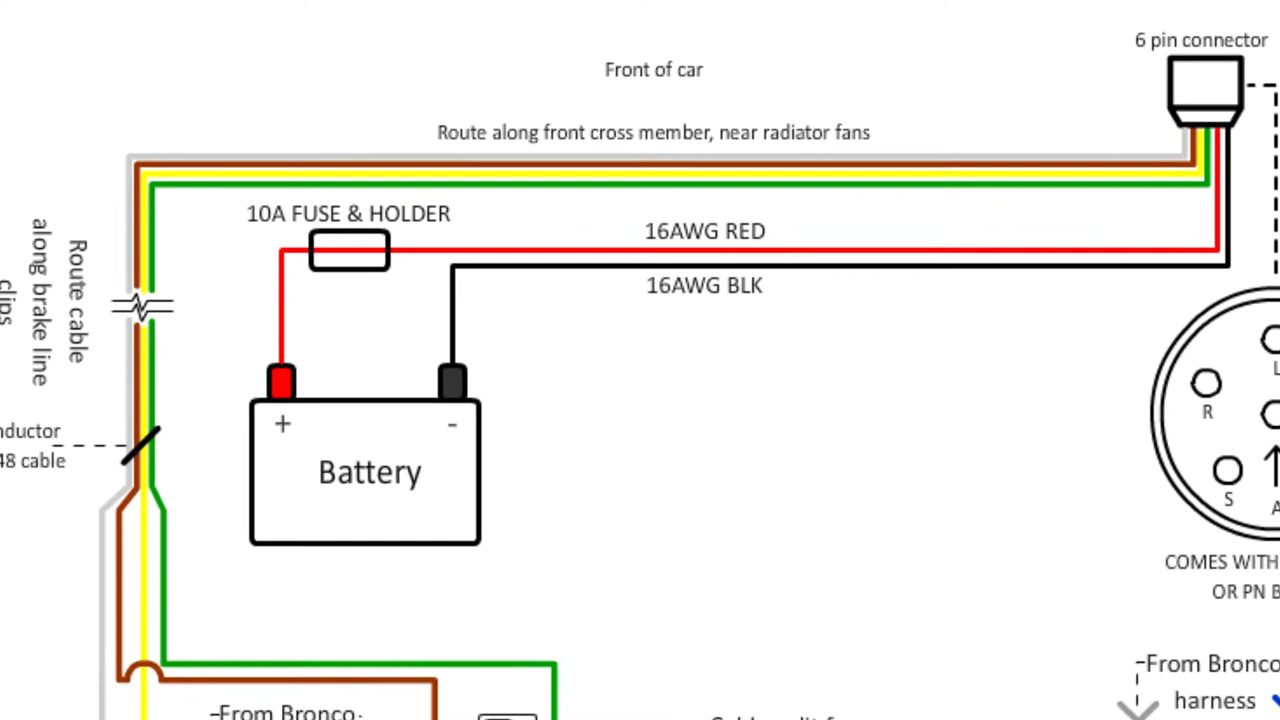 6 pin connector
Front of car
Route along front cross member, near radiator fans
10A FUSE & HOLDER
16AWG RED
16AWG BLK
Route cable
along brake line
clips
L
R
S
A
+
-
Battery
48 cable
COMES WITH
OR PN B
From Bronco
harness
From Bronco